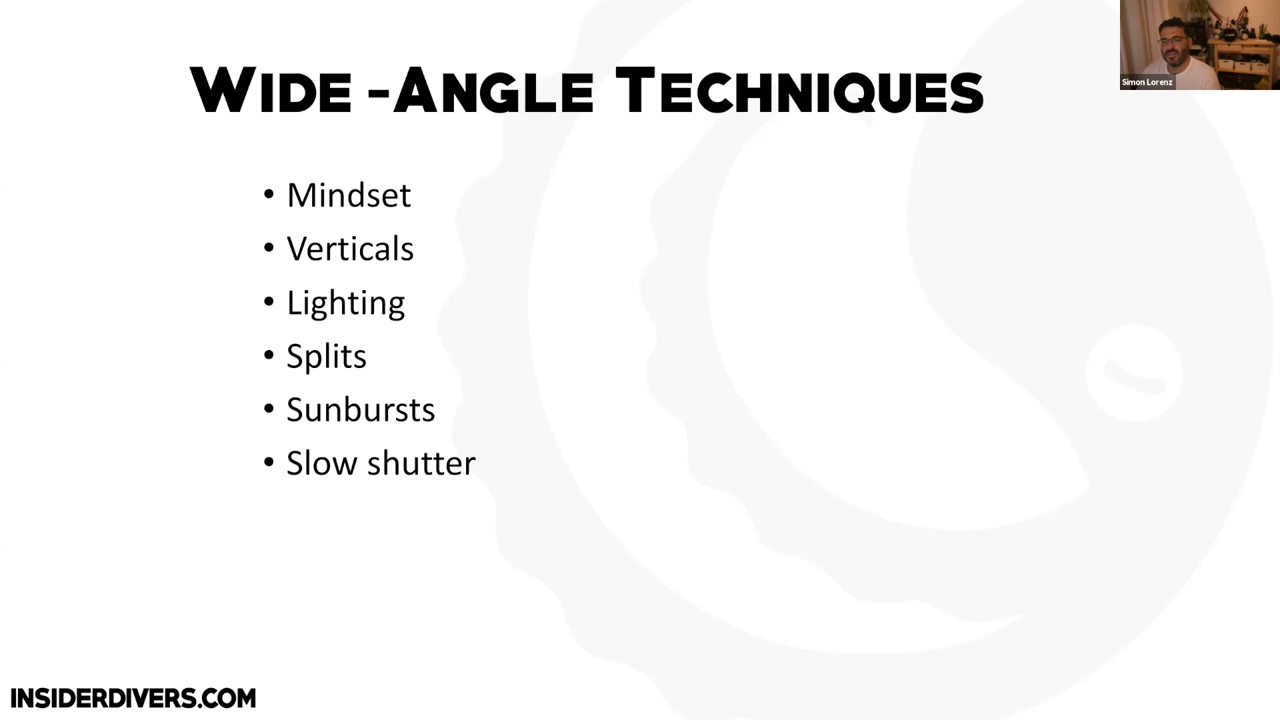 WIDE -ANGLE TECHNIQUES
Simon Lorenz
• Mindset
• Verticals
• Lighting
• Splits
• Sunbursts
• Slow shutter
INSIDERDIVERS.COM